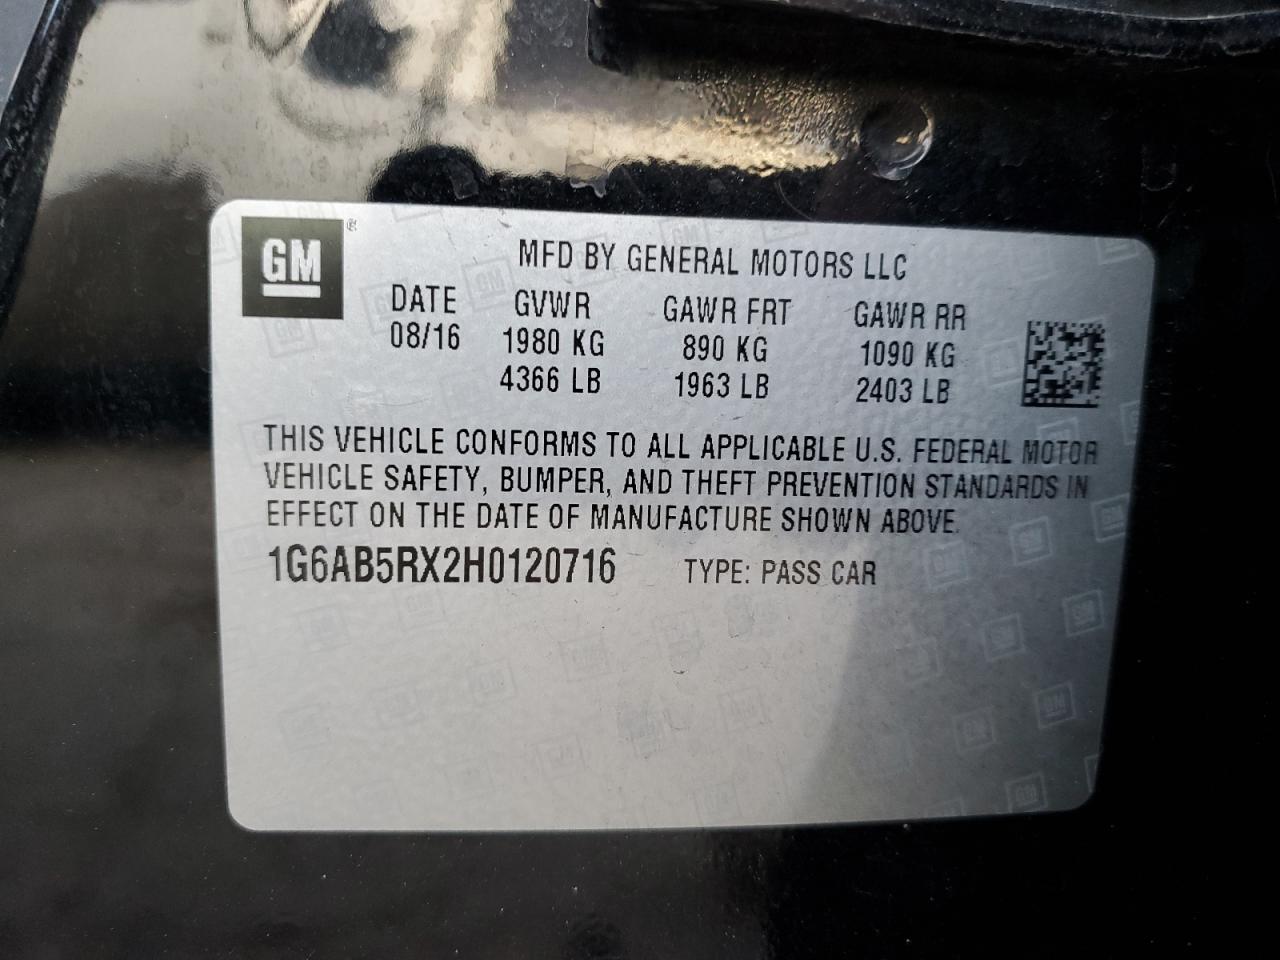 GM
MFD BY GENERAL MOTORS LLC
DATE GVWR GAWR FRT GAWR RR
08/16 1980 KG 890 KG 1090 KG
4366 LB 1963 LB 2403 LB
THIS VEHICLE CONFORMS TO ALL APPLICABLE U.S. FEDERAL MOTOR
VEHICLE SAFETY, BUMPER, AND THEFT PREVENTION STANDARDS IN
EFFECT ON THE DATE OF MANUFACTURE SHOWN ABOVE.
1G6AB5RX2H0120716 TYPE: PASS CAR